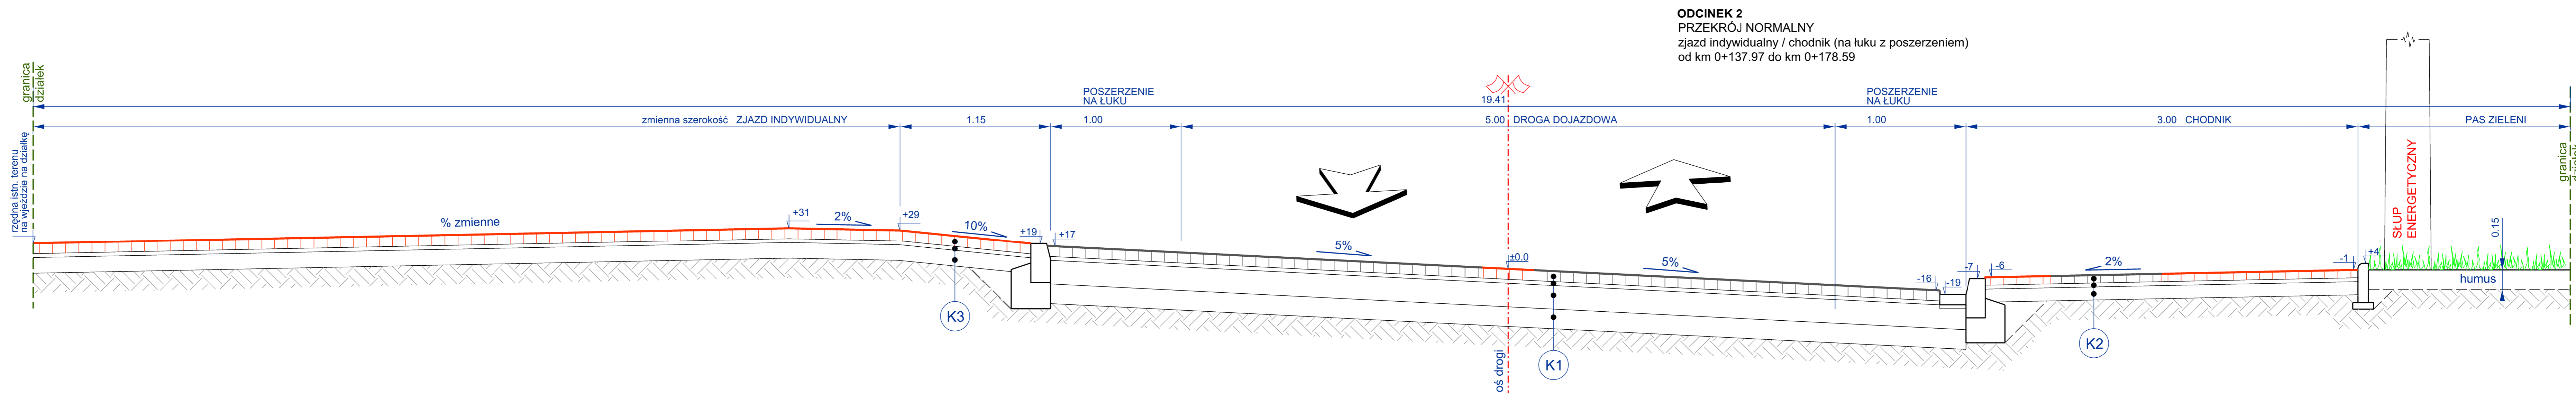 ODCINEK 2
PRZEKRÓJ NORMALNY
zjazd indywidualny / chodnik (na łuku z poszerzeniem)
od km 0+137.97 do km 0+178.59
granica
działek
POSZERZENIE
NA ŁUKU
19.41
POSZERZENIE
NA ŁUKU
zmienna szerokość ZJAZD INDYWIDUALNY
1.15
1.00
5.00 DROGA DOJAZDOWA
1.00
3.00 CHODNIK
PAS ZIELENI
rzędna istn. terenu
na wjeździe na działkę
% zmienne
+31
2%
+29
10%
+19
+17
5%
±0.0
5%
-16
-19
-7
-6
2%
-1
+4
SŁUP
ENERGETYCZNY
0.15
humus
granica
K3
oś drogi
K1
K2